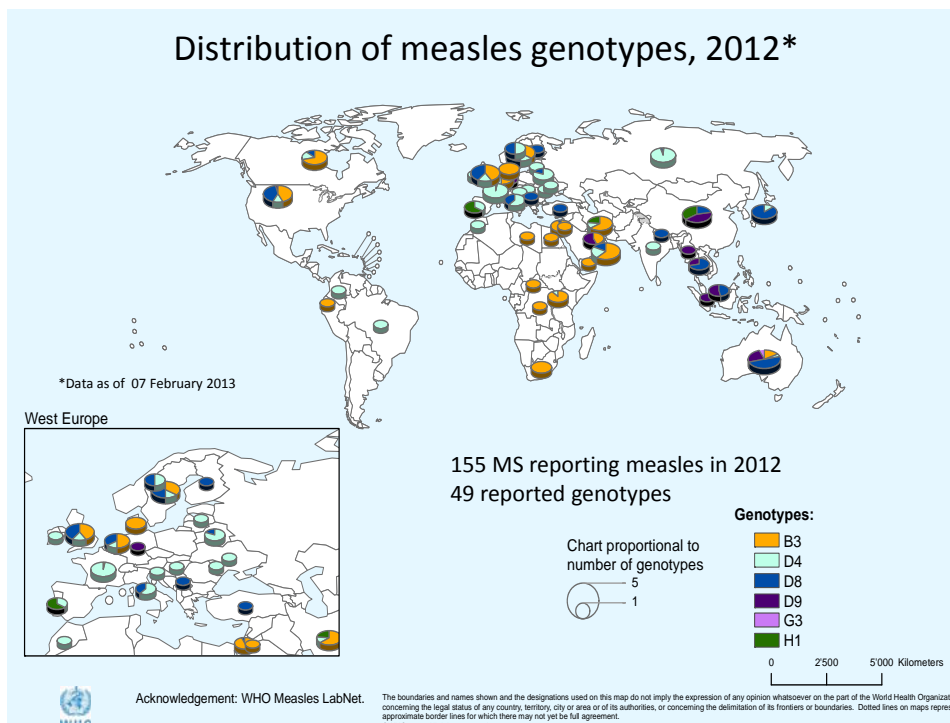 Distribution of measles genotypes, 2012*
*Data as of 07 February 2013
West Europe
155 MS reporting measles in 2012
49 reported genotypes
Chart proportional to
number of genotypes
5
1
Genotypes:
B3
D4
D8
D9
G3
H1
0 2'500 5'000 Kilometers
Acknowledgement: WHO Measles LabNet.
The boundaries and names shown and the designations used on this map do not imply the expression of any opinion whatsoever on the part of the World Health Organizat
concerning the legal status of any country, territory, city or area or of its authorities, or concerning the delimitation of its frontiers or boundaries. Dotted lines on maps repres
approximate border lines for which there may not yet be full agreement.